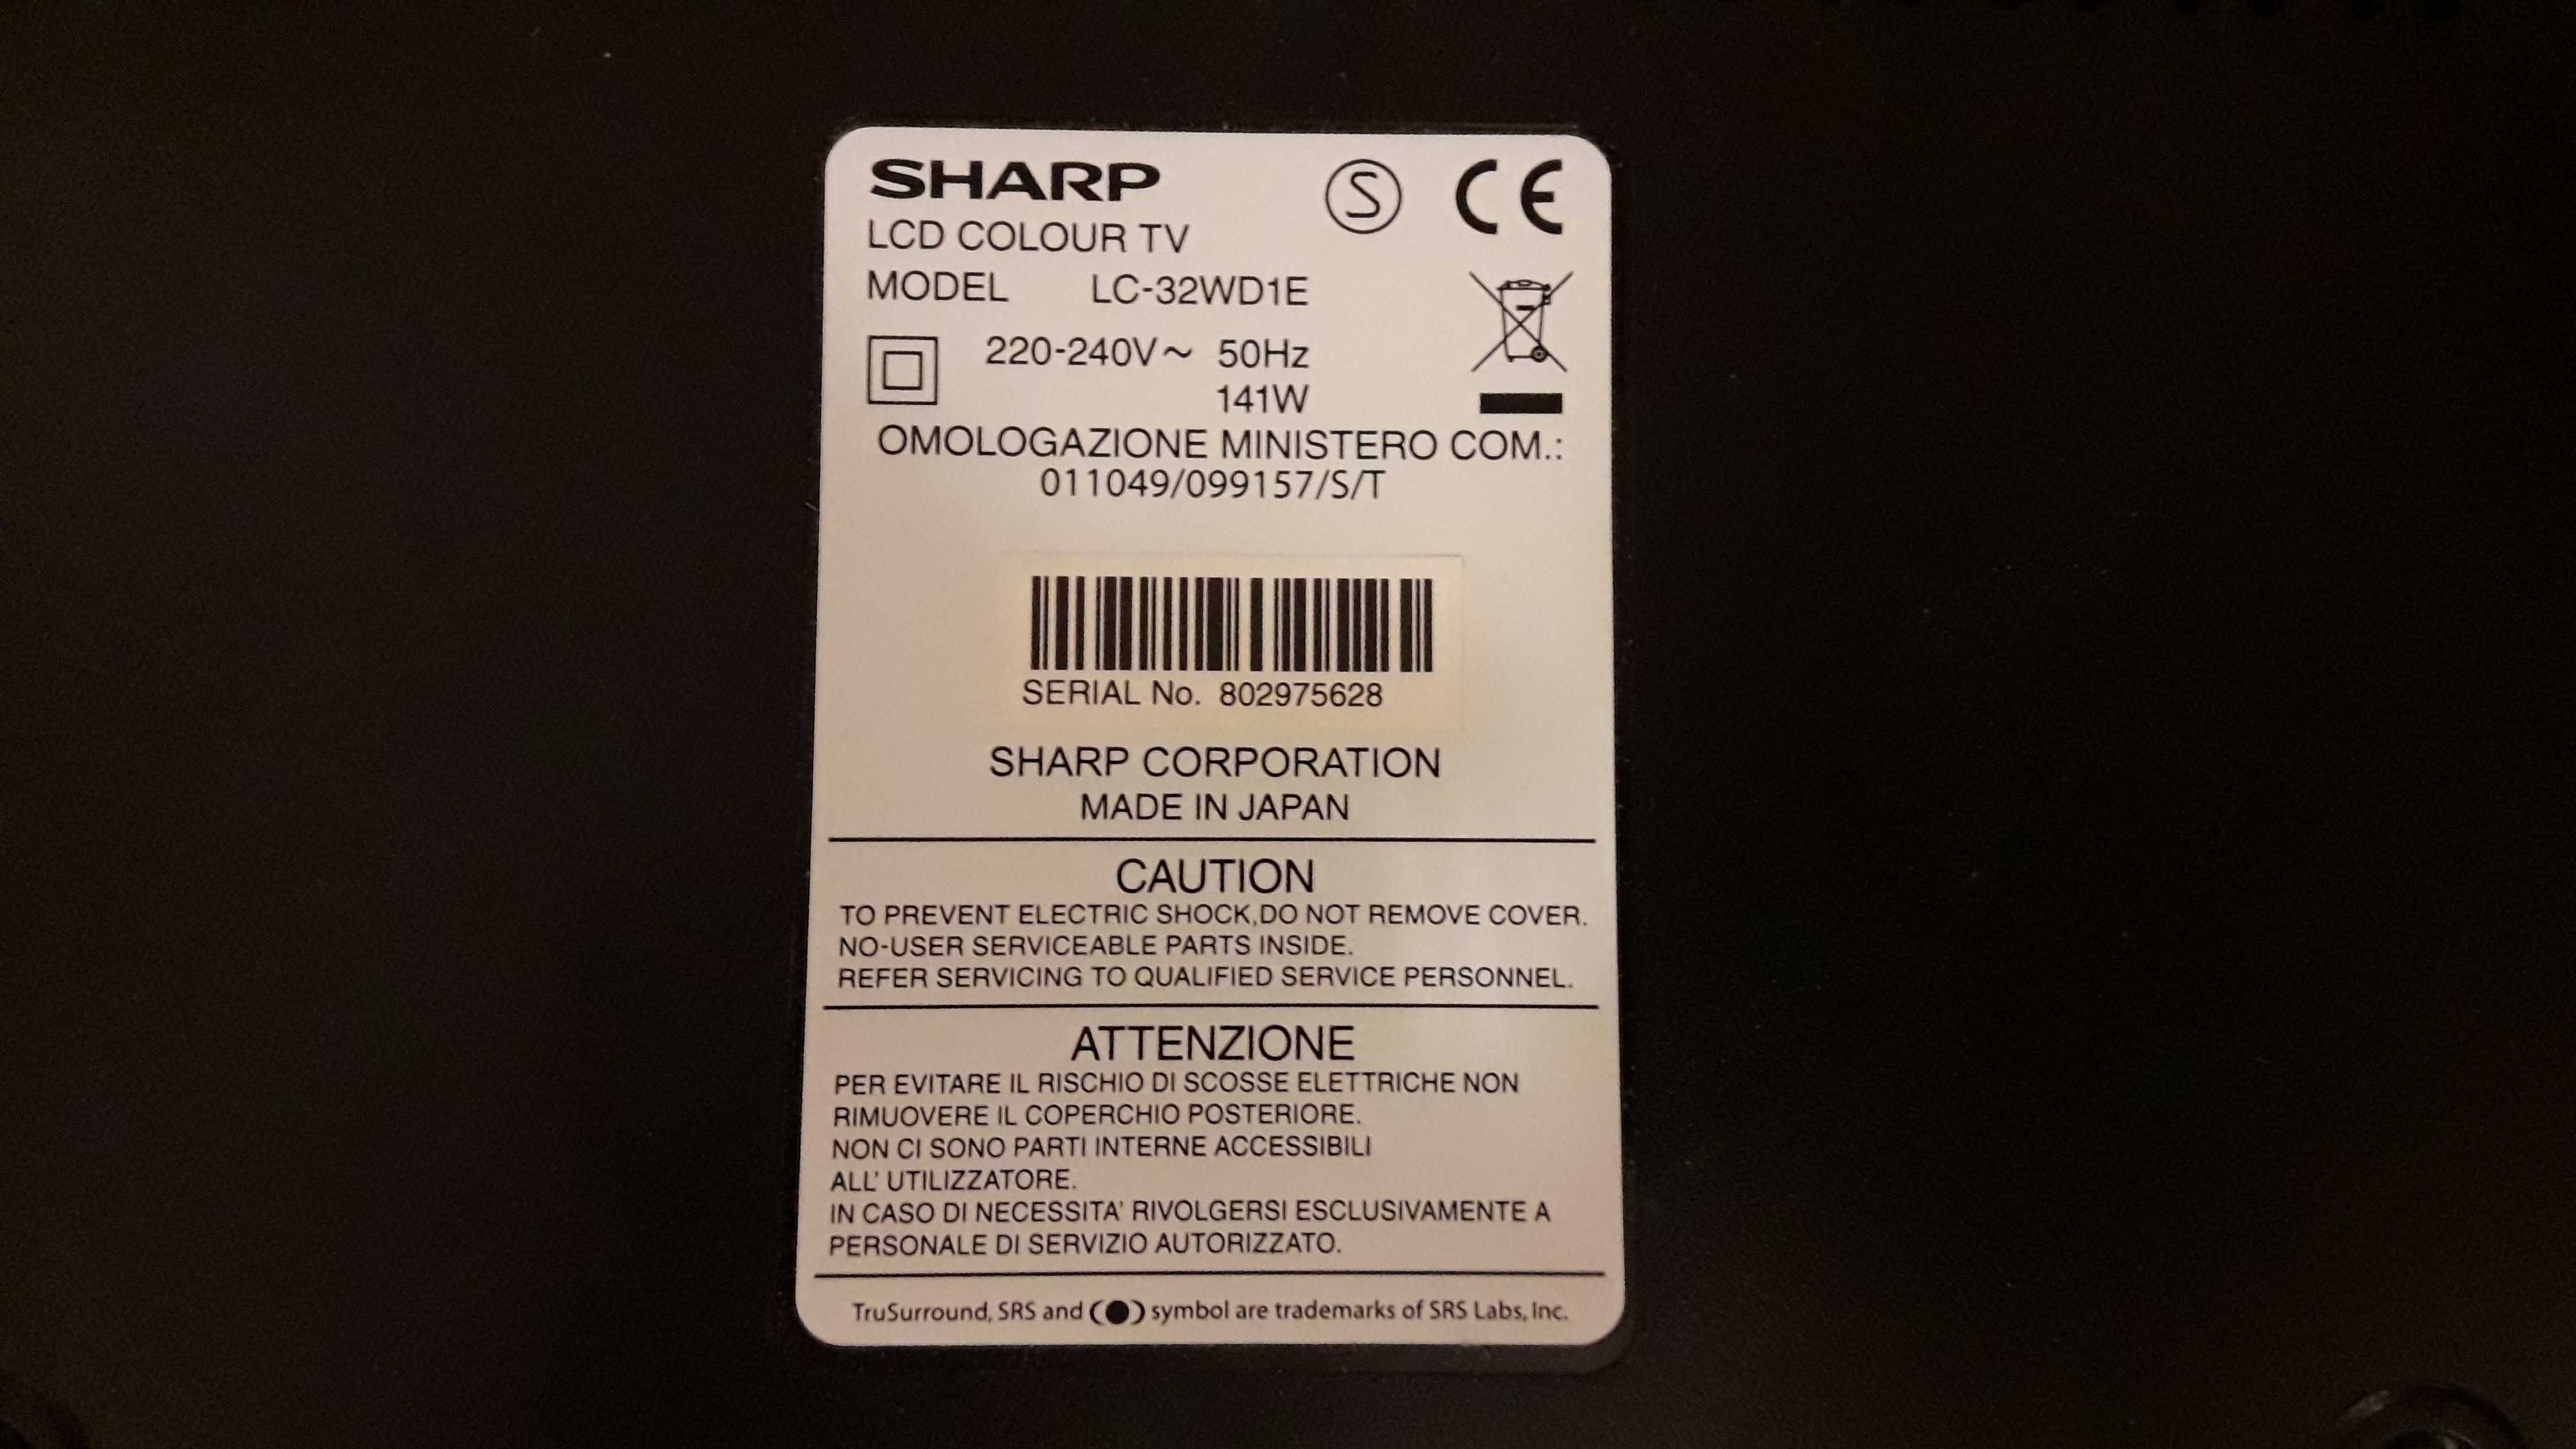 SHARP
LCD COLOUR TV
MODEL LC-32WD1E
220-240V~ 50Hz
141W
OMOLOGAZIONE MINISTERO COM.:
011049/099157/S/T
SERIAL No. 802975628
SHARP CORPORATION
MADE IN JAPAN
CAUTION
TO PREVENT ELECTRIC SHOCK,DO NOT REMOVE COVER.
NO-USER SERVICEABLE PARTS INSIDE.
REFER SERVICING TO QUALIFIED SERVICE PERSONNEL.
ATTENZIONE
PER EVITARE IL RISCHIO DI SCOSSE ELETTRICHE NON
RIMUOVERE IL COPERCHIO POSTERIORE.
NON CI SONO PARTI INTERNE ACCESSIBILI
ALL' UTILIZZATORE.
IN CASO DI NECESSITA' RIVOLGERSI ESCLUSIVAMENTE A
PERSONALE DI SERVIZIO AUTORIZZATO.
TruSurround, SRS and (●) symbol are trademarks of SRS Labs, Inc.
S CE